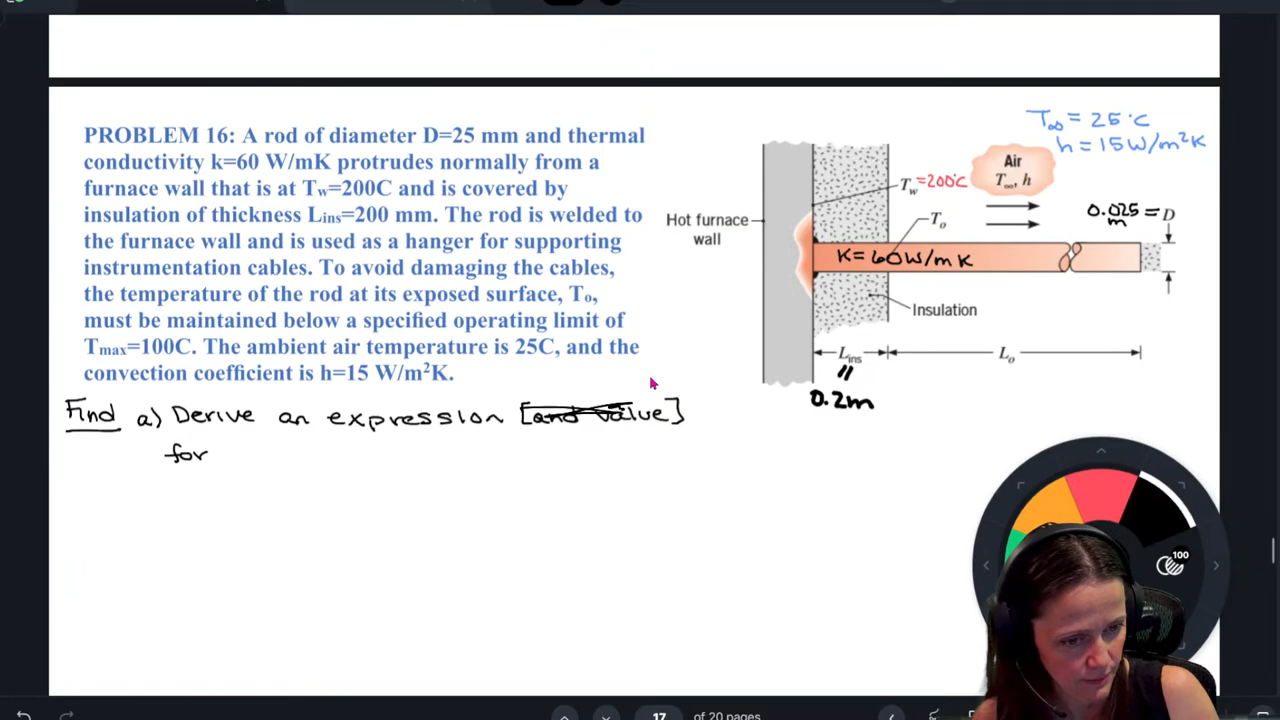 PROBLEM 16: A rod of diameter D=25 mm and thermal
conductivity k=60 W/mK protrudes normally from a
furnace wall that is at Tw=200C and is covered by
insulation of thickness Lins=200 mm. The rod is welded to
the furnace wall and is used as a hanger for supporting
instrumentation cables. To avoid damaging the cables,
the temperature of the rod at its exposed surface, To,
must be maintained below a specified operating limit of
Tmax=100C. The ambient air temperature is 25C, and the
convection coefficient is h=15 W/m²K.
Find a) Derive an expression [and value]
for
T∞ = 25°C
h = 15W/m²K
Air
T∞, h
Tw =200°C
To
0.025 = D
m
Hot furnace
wall
K= 60W/mK
Insulation
Lins
Lo
||
0.2m
100
17 of 20 pages